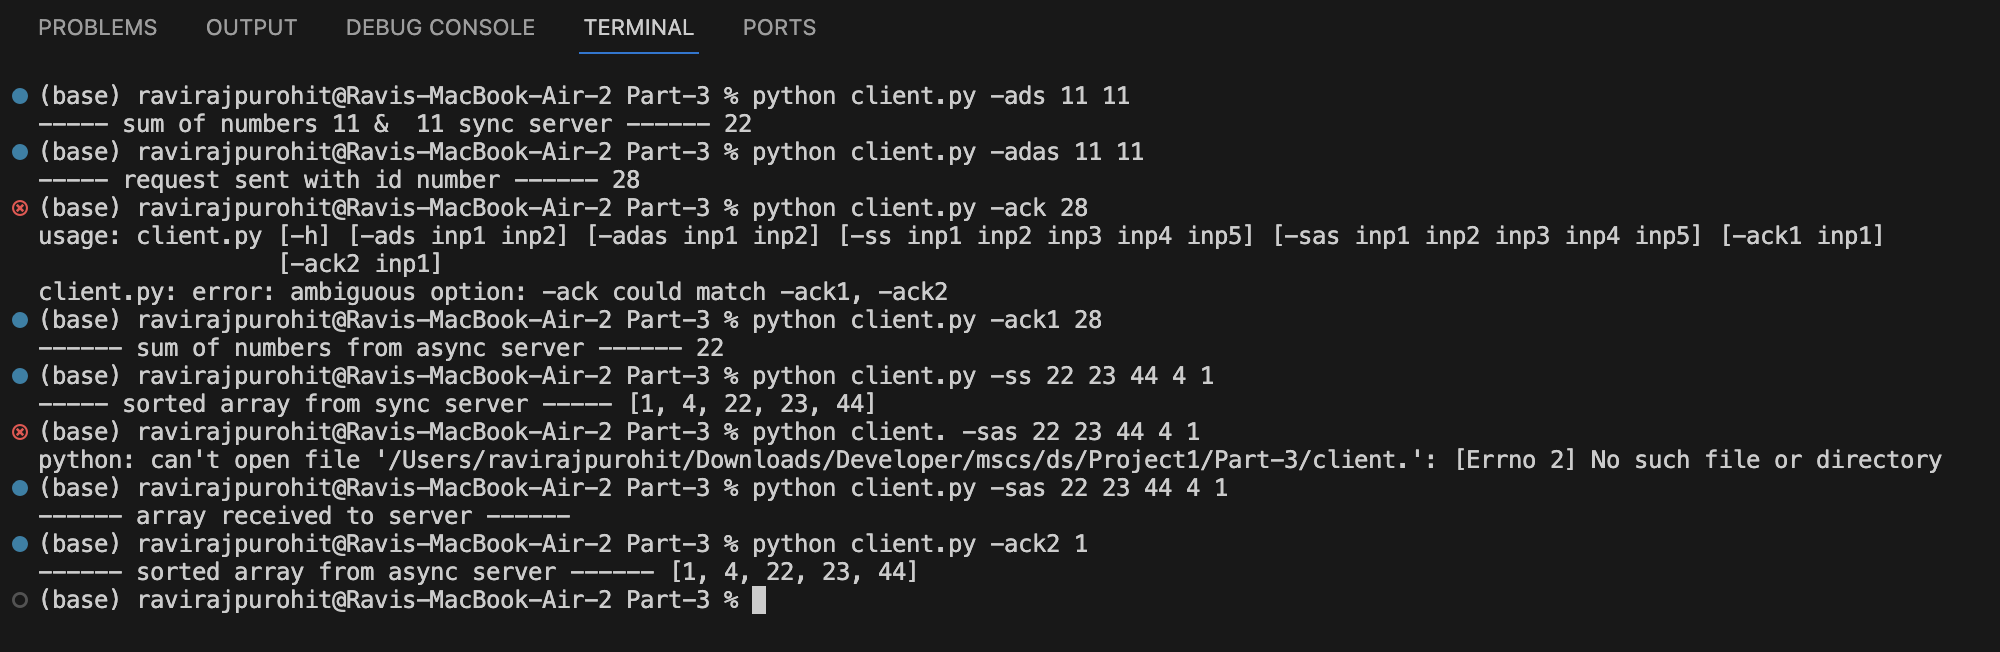 PROBLEMS OUTPUT DEBUG CONSOLE TERMINAL PORTS
(base) ravirajpurohit@Ravis-MacBook-Air-2 Part-3 % python client.py -ads 11 11
----- sum of numbers 11 &  11 sync server ------ 22
(base) ravirajpurohit@Ravis-MacBook-Air-2 Part-3 % python client.py -adas 11 11
----- request sent with id number ------ 28
(base) ravirajpurohit@Ravis-MacBook-Air-2 Part-3 % python client.py -ack 28
usage: client.py [-h] [-ads inp1 inp2] [-adas inp1 inp2] [-ss inp1 inp2 inp3 inp4 inp5] [-sas inp1 inp2 inp3 inp4 inp5] [-ack1 inp1]
[-ack2 inp1]
client.py: error: ambiguous option: -ack could match -ack1, -ack2
(base) ravirajpurohit@Ravis-MacBook-Air-2 Part-3 % python client.py -ack1 28
------ sum of numbers from async server ------ 22
(base) ravirajpurohit@Ravis-MacBook-Air-2 Part-3 % python client.py -ss 22 23 44 4 1
----- sorted array from sync server ----- [1, 4, 22, 23, 44]
(base) ravirajpurohit@Ravis-MacBook-Air-2 Part-3 % python client. -sas 22 23 44 4 1
python: can't open file '/Users/ravirajpurohit/Downloads/Developer/mscs/ds/Project1/Part-3/client.': [Errno 2] No such file or directory
(base) ravirajpurohit@Ravis-MacBook-Air-2 Part-3 % python client.py -sas 22 23 44 4 1
------ array received to server ------
(base) ravirajpurohit@Ravis-MacBook-Air-2 Part-3 % python client.py -ack2 1
------ sorted array from async server ------ [1, 4, 22, 23, 44]
(base) ravirajpurohit@Ravis-MacBook-Air-2 Part-3 %